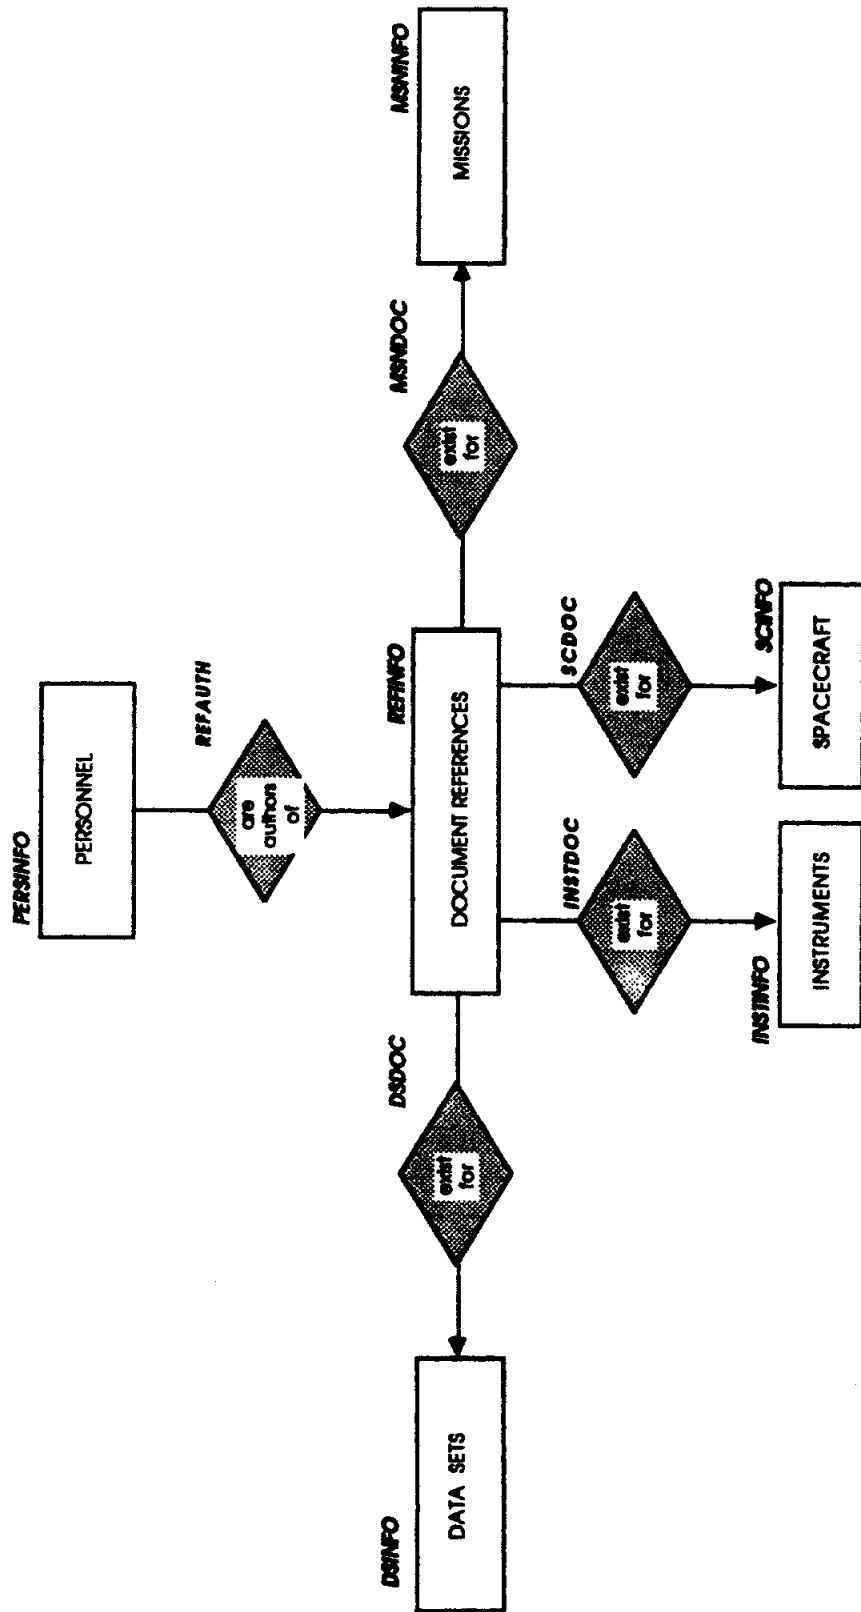 PERSINFO
PERSONNEL
REFAUTH
are
authors
of
DSINFO
DATA SETS
DSDOC
exist
for
REFINFO
DOCUMENT REFERENCES
MSNDOC
exist
for
MSNINFO
MISSIONS
INSTDOC
exist
for
SCDOC
exist
for
INSTINFO
INSTRUMENTS
SCINFO
SPACECRAFT